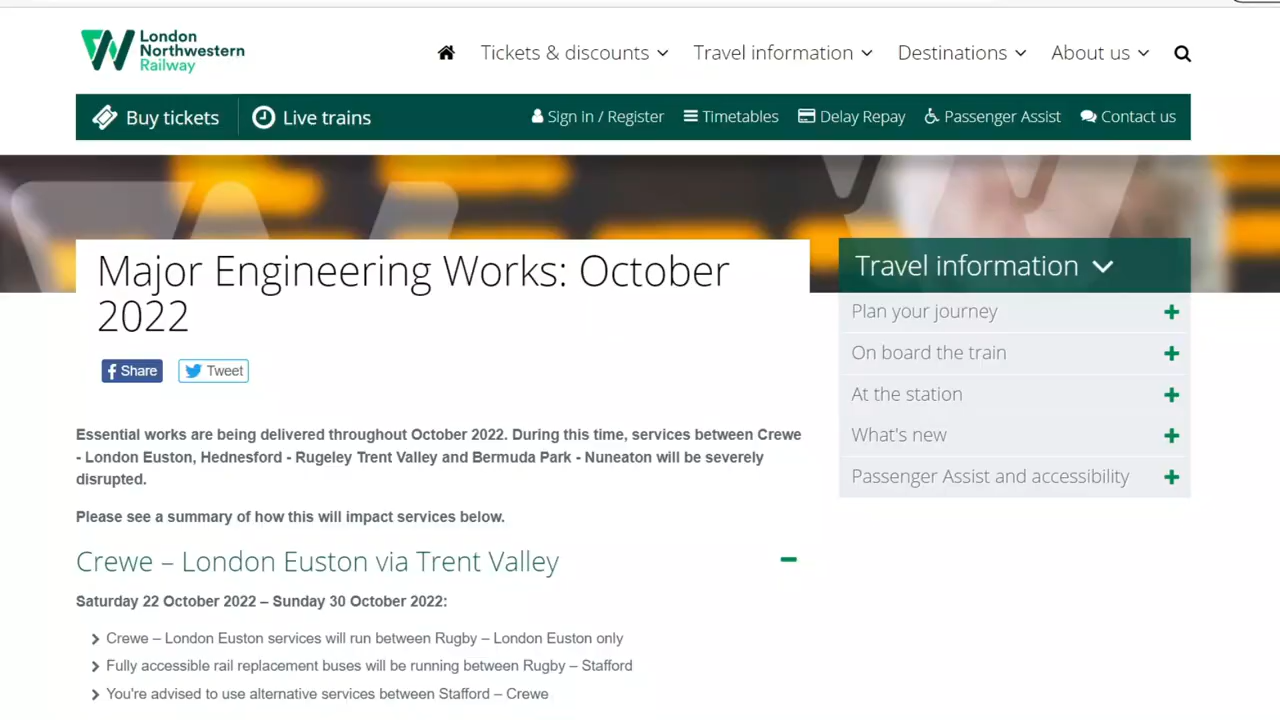 London
Northwestern
Railway
Tickets & discounts
Travel information
Destinations
About us
Buy tickets
Live trains
Sign in / Register
Timetables
Delay Repay
Passenger Assist
Contact us
Major Engineering Works: October
2022
Share
Tweet
Essential works are being delivered throughout October 2022. During this time, services between Crewe
- London Euston, Hednesford - Rugeley Trent Valley and Bermuda Park - Nuneaton will be severely
disrupted.
Please see a summary of how this will impact services below.
Crewe – London Euston via Trent Valley
Saturday 22 October 2022 – Sunday 30 October 2022:
Crewe – London Euston services will run between Rugby – London Euston only
Fully accessible rail replacement buses will be running between Rugby – Stafford
You're advised to use alternative services between Stafford – Crewe
Travel information
Plan your journey
On board the train
At the station
What's new
Passenger Assist and accessibility